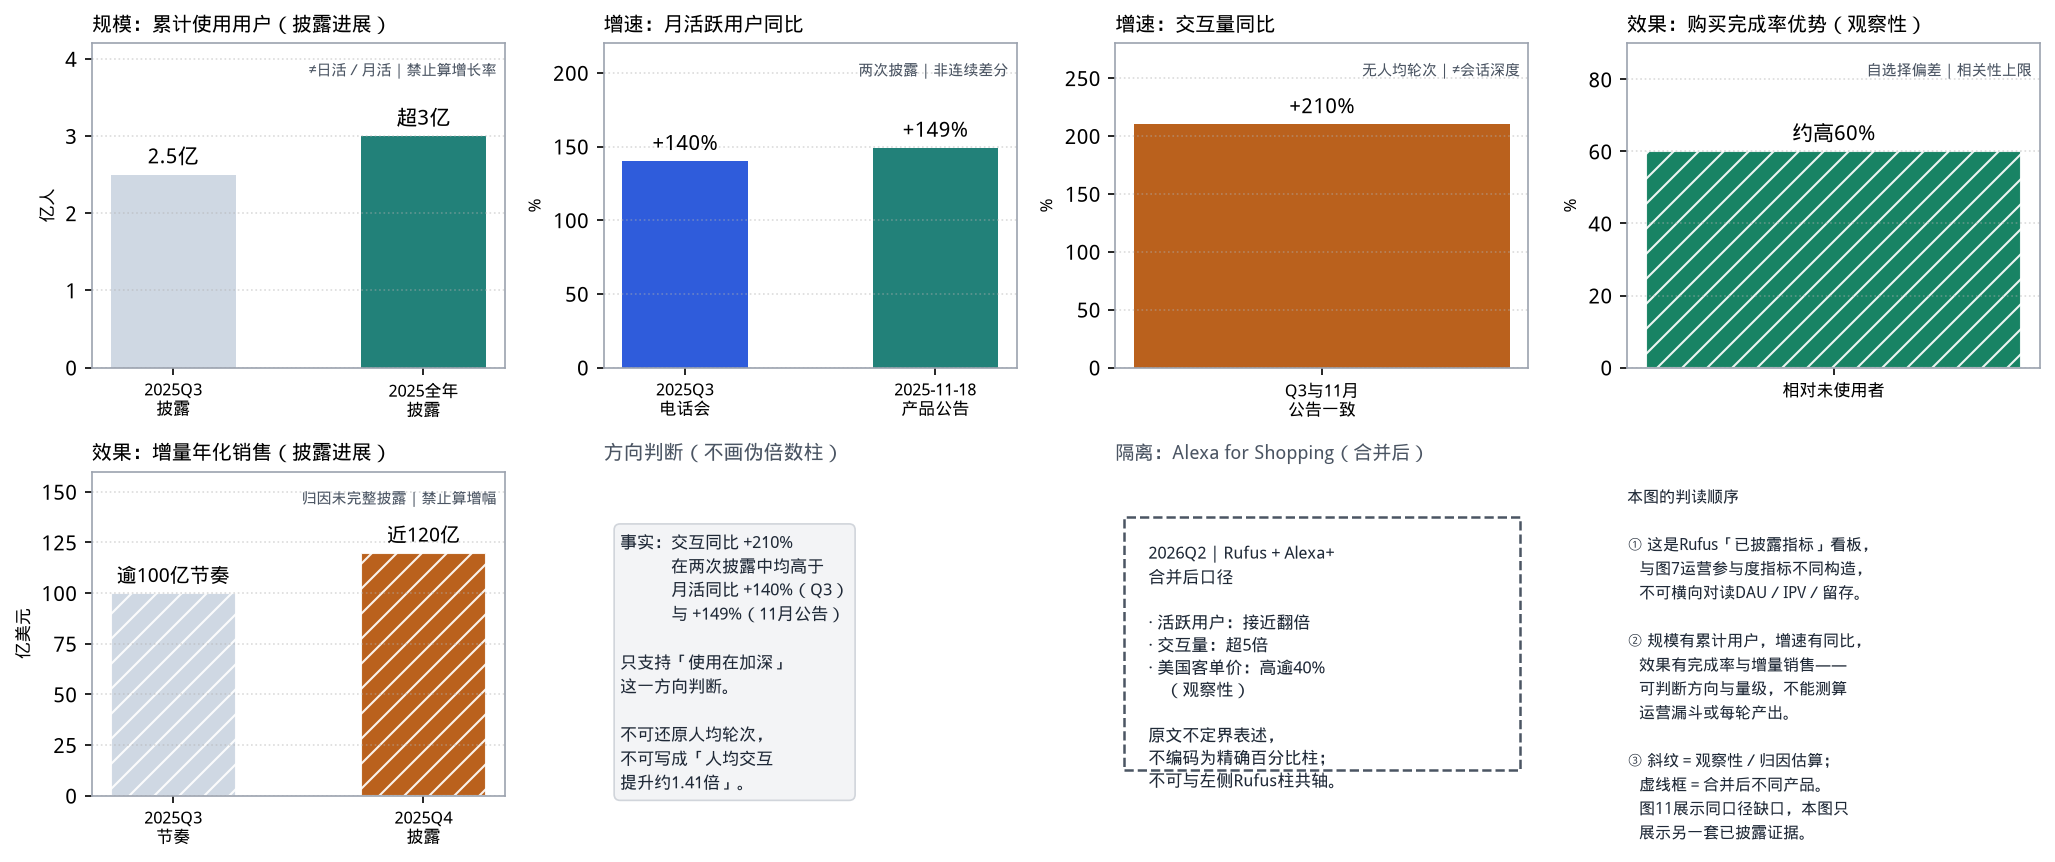 规模：累计使用用户（披露进展）
≠日活 / 月活 | 禁止算增长率
4
3
2
1
0
亿人
2.5亿
超3亿
2025Q3
披露
2025全年
披露
增速：月活跃用户同比
两次披露 | 非连续差分
200
150
100
50
0
%
+140%
+149%
2025Q3
电话会
2025-11-18
产品公告
增速：交互量同比
无人均轮次 | ≠会话深度
250
200
150
100
50
0
%
+210%
Q3与11月
公告一致
效果：购买完成率优势（观察性）
自选择偏差 | 相关性上限
80
60
40
20
0
%
约高60%
相对未使用者
效果：增量年化销售（披露进展）
归因未完整披露 | 禁止算增幅
150
125
100
75
50
25
0
亿美元
逾100亿节奏
近120亿
2025Q3
节奏
2025Q4
披露
方向判断（不画伪倍数柱）
事实：交互同比 +210%
在两次披露中均高于
月活同比 +140%（Q3）
与 +149%（11月公告）
只支持「使用在加深」
这一方向判断。
不可还原人均轮次，
不可写成「人均交互
提升约1.41倍」。
隔离：Alexa for Shopping（合并后）
2026Q2 | Rufus + Alexa+
合并后口径
· 活跃用户：接近翻倍
· 交互量：超5倍
· 美国客单价：高逾40%
（观察性）
原文不定界表述，
不编码为精确百分比柱；
不可与左侧Rufus柱共轴。
本图的判读顺序
① 这是Rufus「已披露指标」看板，
与图7运营参与度指标不同构造，
不可横向对读DAU / IPV / 留存。
② 规模有累计用户，增速有同比，
效果有完成率与增量销售——
可判断方向与量级，不能测算
运营漏斗或每轮产出。
③ 斜纹 = 观察性 / 归因估算；
虚线框 = 合并后不同产品。
图11展示同口径缺口，本图只
展示另一套已披露证据。